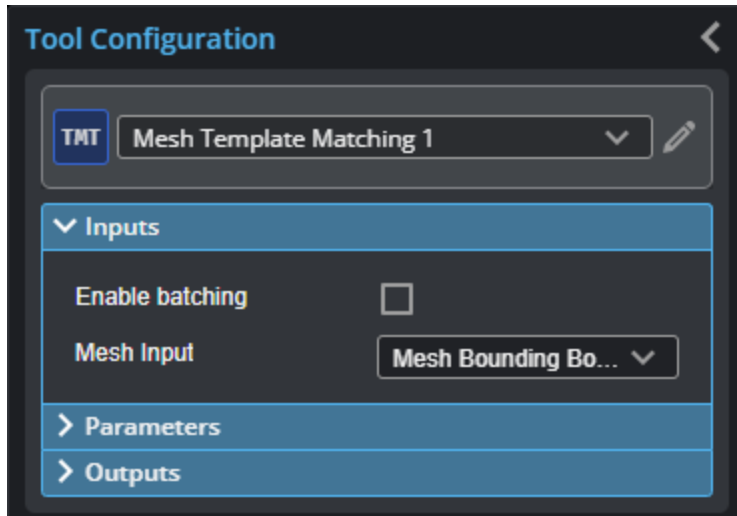 Tool Configuration
TMT Mesh Template Matching 1
Inputs
Enable batching
Mesh Input Mesh Bounding Bo...
Parameters
Outputs